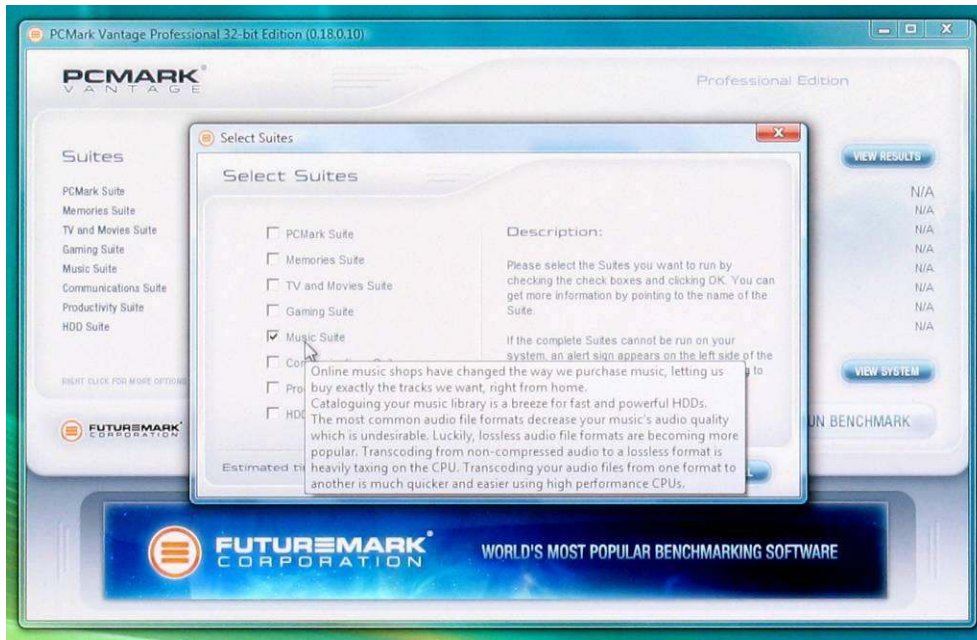 PCMark Vantage Professional 32-bit Edition (0.18.0.10)
PCMARK
VANTAGE
Professional Edition
Suites
VIEW RESULTS
PCMark Suite N/A
Memories Suite N/A
TV and Movies Suite N/A
Gaming Suite N/A
Music Suite N/A
Communications Suite N/A
Productivity Suite N/A
HDD Suite N/A
RIGHT CLICK FOR MORE OPTIONS
VIEW SYSTEM
FUTUREMARK
CORPORATION
UN BENCHMARK
Select Suites
Select Suites
PCMark Suite
Memories Suite
TV and Movies Suite
Gaming Suite
Music Suite
Pro
HDD
Description:
Please select the Suites you want to run by
checking the check boxes and clicking OK. You can
get more information by pointing to the name of the
Suite.
If the complete Suites cannot be run on your
system, an alert sign appears on the left side of the
to
Online music shops have changed the way we purchase music, letting us
buy exactly the tracks we want, right from home.
Cataloguing your music library is a breeze for fast and powerful HDDs.
The most common audio file formats decrease your music's audio quality
which is undesirable. Luckily, lossless audio file formats are becoming more
popular. Transcoding from non-compressed audio to a lossless format is
heavily taxing on the CPU. Transcoding your audio files from one format to
another is much quicker and easier using high performance CPUs.
Estimated ti
FUTUREMARK
CORPORATION
WORLD'S MOST POPULAR BENCHMARKING SOFTWARE